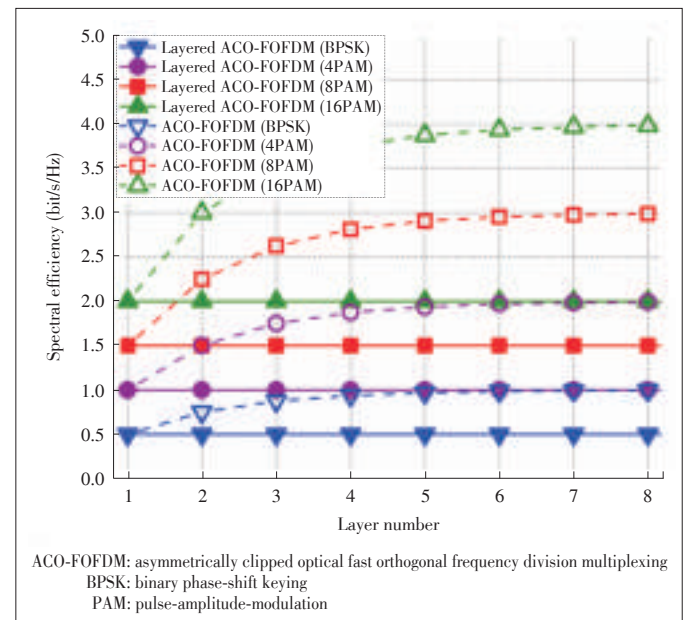 5.0
4.5
4.0
3.5
3.0
2.5
2.0
1.5
1.0
0.5
0.0
Spectral efficiency (bit/s/Hz)
Layered ACO-FOFDM (BPSK)
Layered ACO-FOFDM (4PAM)
Layered ACO-FOFDM (8PAM)
Layered ACO-FOFDM (16PAM)
ACO-FOFDM (BPSK)
ACO-FOFDM (4PAM)
ACO-FOFDM (8PAM)
ACO-FOFDM (16PAM)
1 2 3 4 5 6 7 8
Layer number
ACO-FOFDM: asymmetrically clipped optical fast orthogonal frequency division multiplexing
BPSK: binary phase-shift keying
PAM: pulse-amplitude-modulation